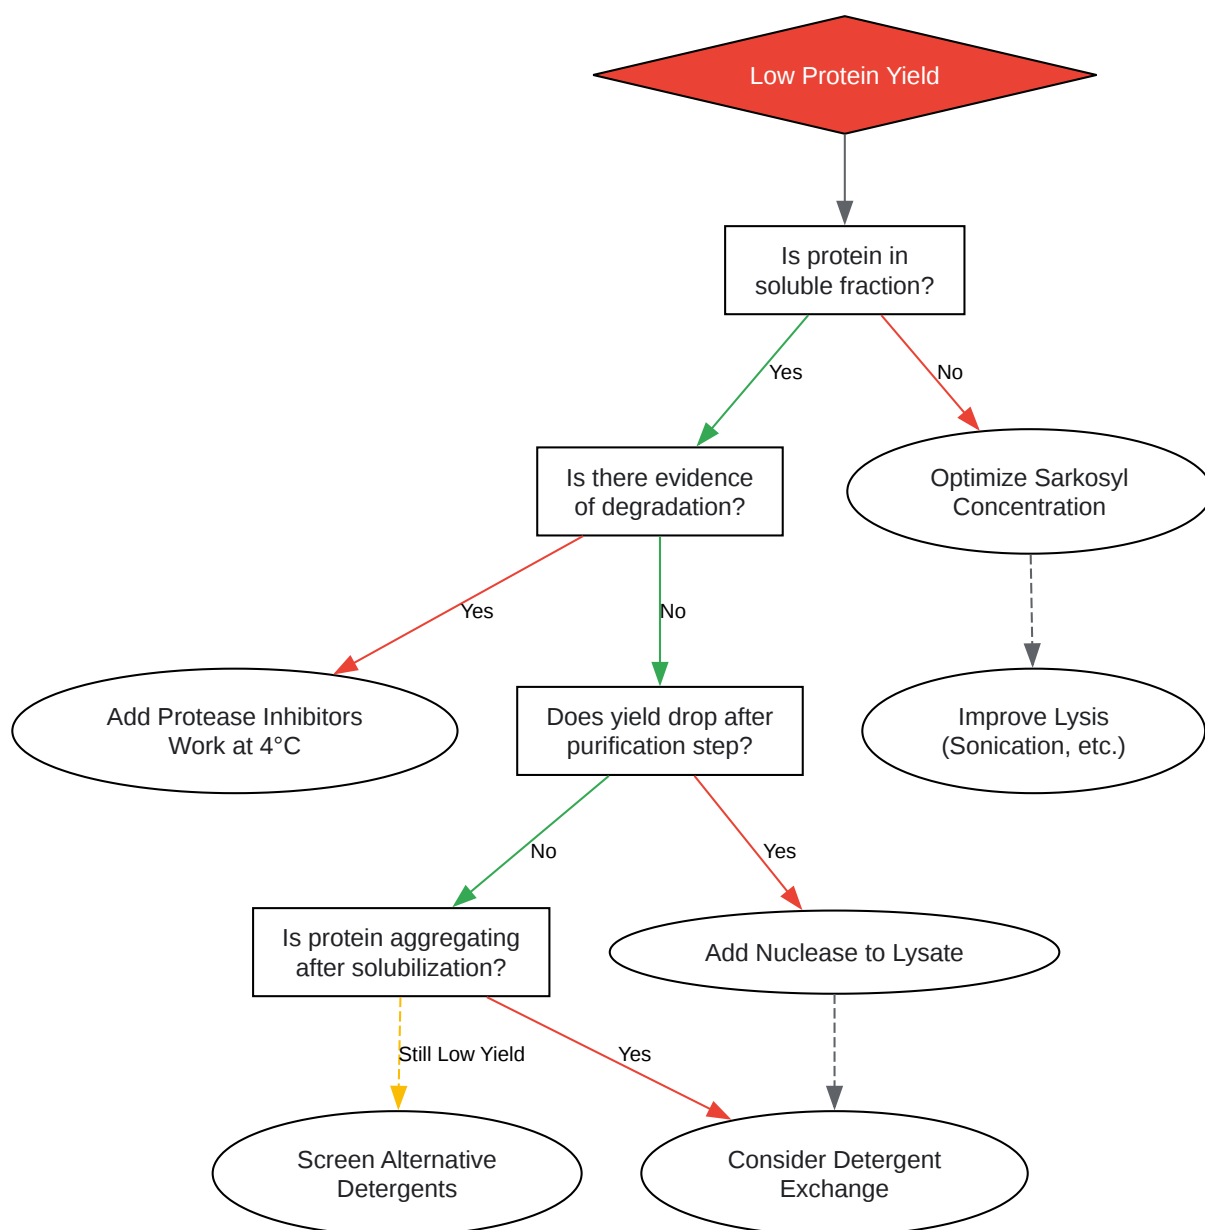 Low Protein Yield
Is protein in
soluble fraction?
Yes
No
Is there evidence
of degradation?
Optimize Sarkosyl
Concentration
Yes
No
Add Protease Inhibitors
Work at 4°C
Does yield drop after
purification step?
Improve Lysis
(Sonication, etc.)
No
Yes
Is protein aggregating
after solubilization?
Add Nuclease to Lysate
Still Low Yield
Yes
Screen Alternative
Detergents
Consider Detergent
Exchange